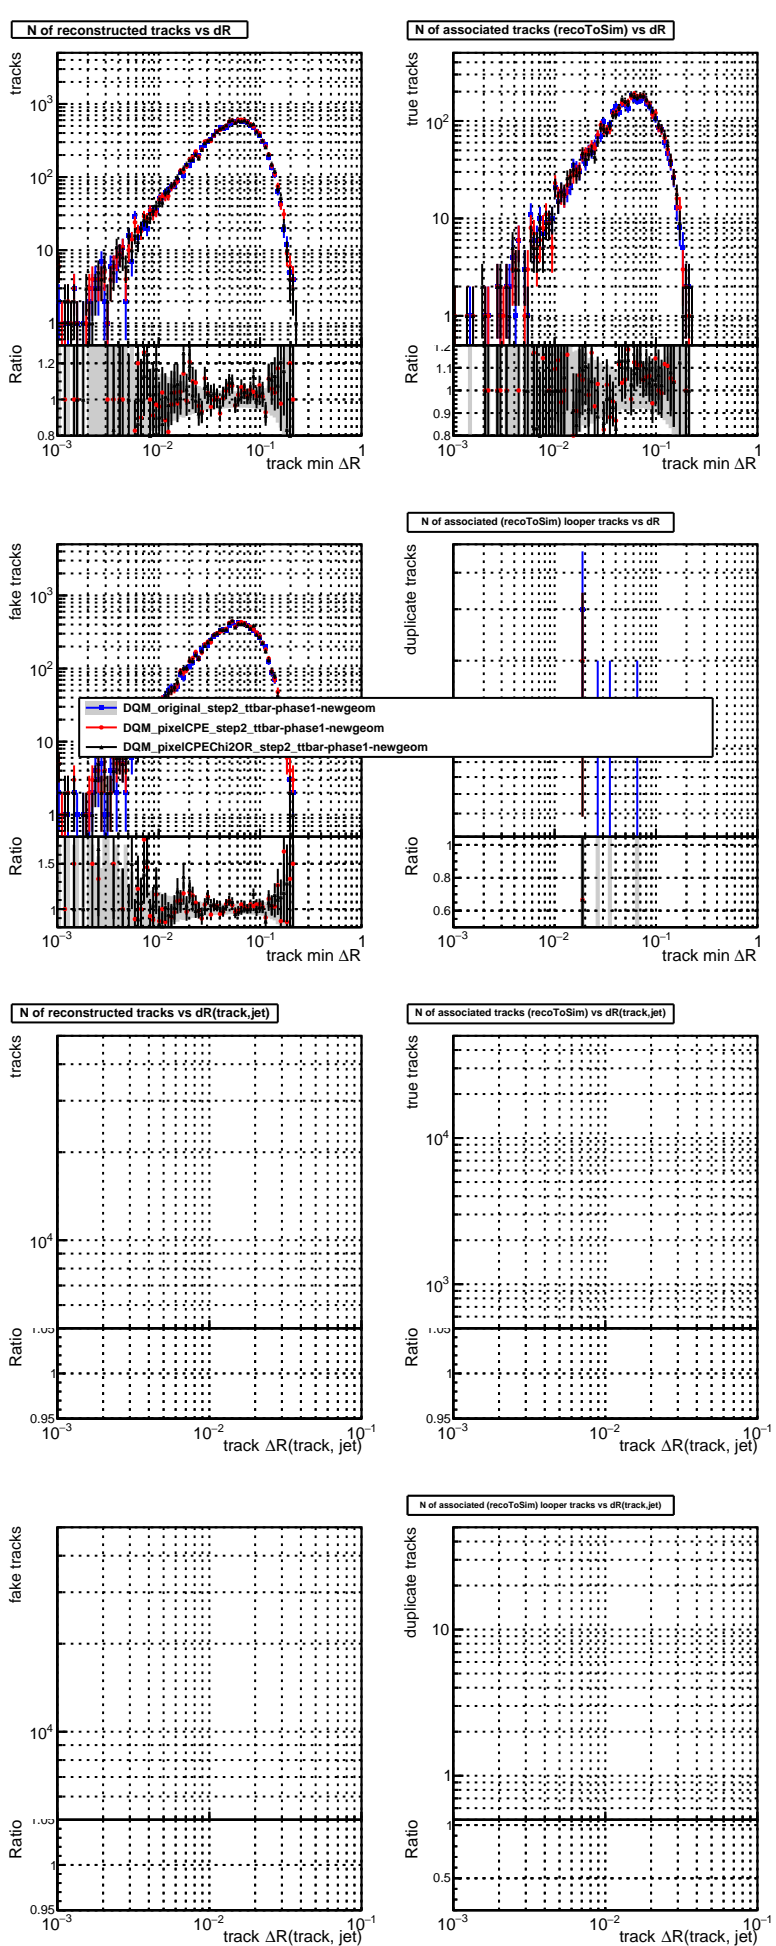 N of reconstructed tracks vs dR
tracks
10³
10²
10
1
Ratio
1.2
1
0.8
10⁻³ 10⁻² 10⁻¹ 1
track min ΔR
N of associated tracks (recoToSim) vs dR
true tracks
10²
10
1
Ratio
1.2
1.1
1
0.9
0.8
10⁻³ 10⁻² 10⁻¹ 1
track min ΔR
fake tracks
10³
10²
10
1
Ratio
1.5
1
10⁻³ 10⁻² 10⁻¹ 1
track min ΔR
N of associated (recoToSim) looper tracks vs dR
duplicate tracks
Ratio
1
0.8
0.6
10⁻³ 10⁻² 10⁻¹ 1
track min ΔR
DQM_original_step2_ttbar-phase1-newgeom
DQM_pixelCPE_step2_ttbar-phase1-newgeom
DQM_pixelCPEChi2OR_step2_ttbar-phase1-newgeom
N of reconstructed tracks vs dR(track,jet)
tracks
10⁴
Ratio
1.05
1
0.95
10⁻³ 10⁻² 10⁻¹
track ΔR(track, jet)
N of associated tracks (recoToSim) vs dR(track,jet)
true tracks
10⁴
10³
Ratio
1.05
1
0.95
10⁻³ 10⁻² 10⁻¹
track ΔR(track, jet)
fake tracks
10⁴
Ratio
1.05
1
0.95
10⁻³ 10⁻² 10⁻¹
track ΔR(track, jet)
N of associated (recoToSim) looper tracks vs dR(track,jet)
duplicate tracks
10
1
Ratio
1
0.5
10⁻³ 10⁻² 10⁻¹
track ΔR(track, jet)